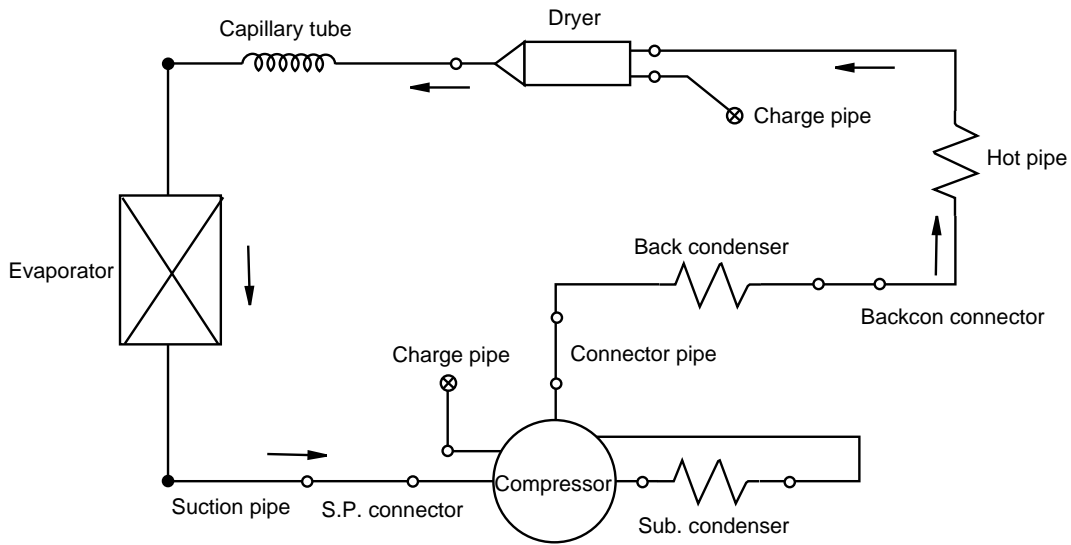 Dryer
Capillary tube
Charge pipe
Hot pipe
Back condenser
Evaporator
Backcon connector
Charge pipe
Connector pipe
Compressor
Suction pipe
S.P. connector
Sub. condenser